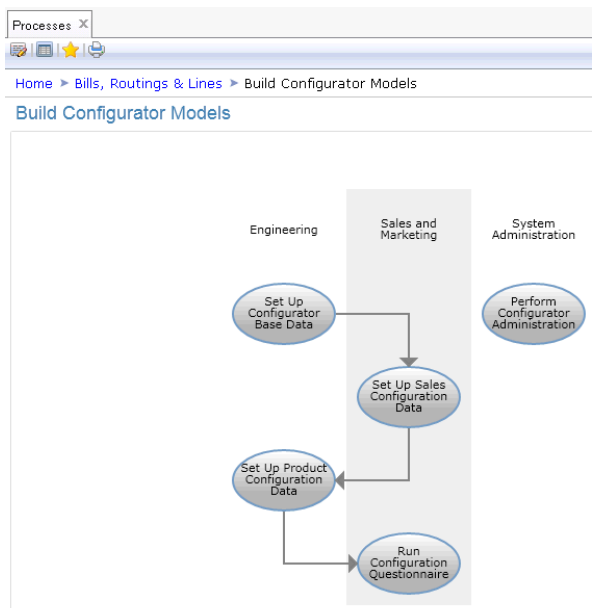 Processes X
Home ➤ Bills, Routings & Lines ➤ Build Configurator Models
Build Configurator Models
Engineering
Sales and
Marketing
System
Administration
Set Up
Configurator
Base Data
Perform
Configurator
Administration
Set Up Sales
Configuration
Data
Set Up Product
Configuration
Data
Run
Configuration
Questionnaire